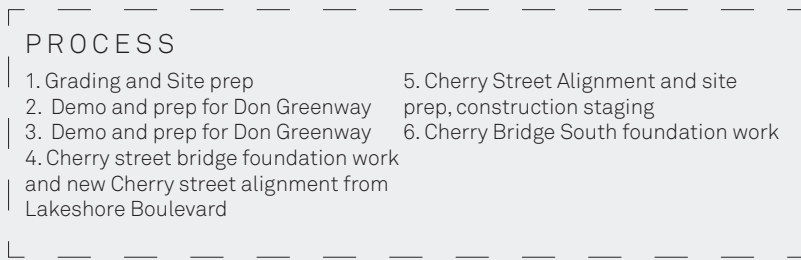 PROCESS
1. Grading and Site prep
2. Demo and prep for Don Greenway
3. Demo and prep for Don Greenway
4. Cherry street bridge foundation work
and new Cherry street alignment from
Lakeshore Boulevard
5. Cherry Street Alignment and site
prep, construction staging
6. Cherry Bridge South foundation work